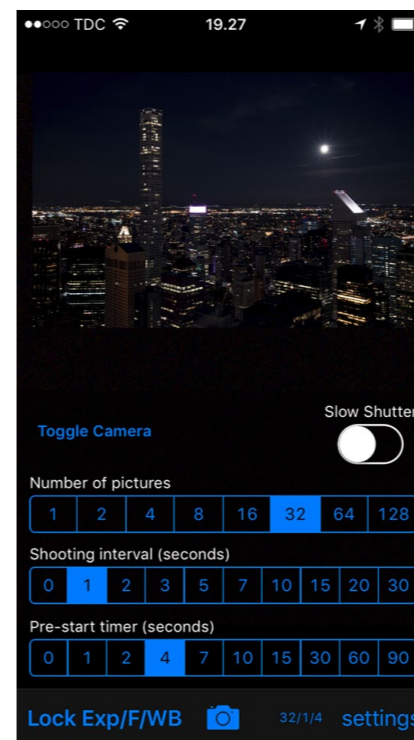 TDC 19.27
Slow Shutter
Toggle Camera
Number of pictures
1 2 4 8 16 32 64 128
Shooting interval (seconds)
0 1 2 3 5 7 10 15 20 30
Pre-start timer (seconds)
0 1 2 4 7 10 15 30 60 90
Lock Exp/F/WB 32/1/4 settings